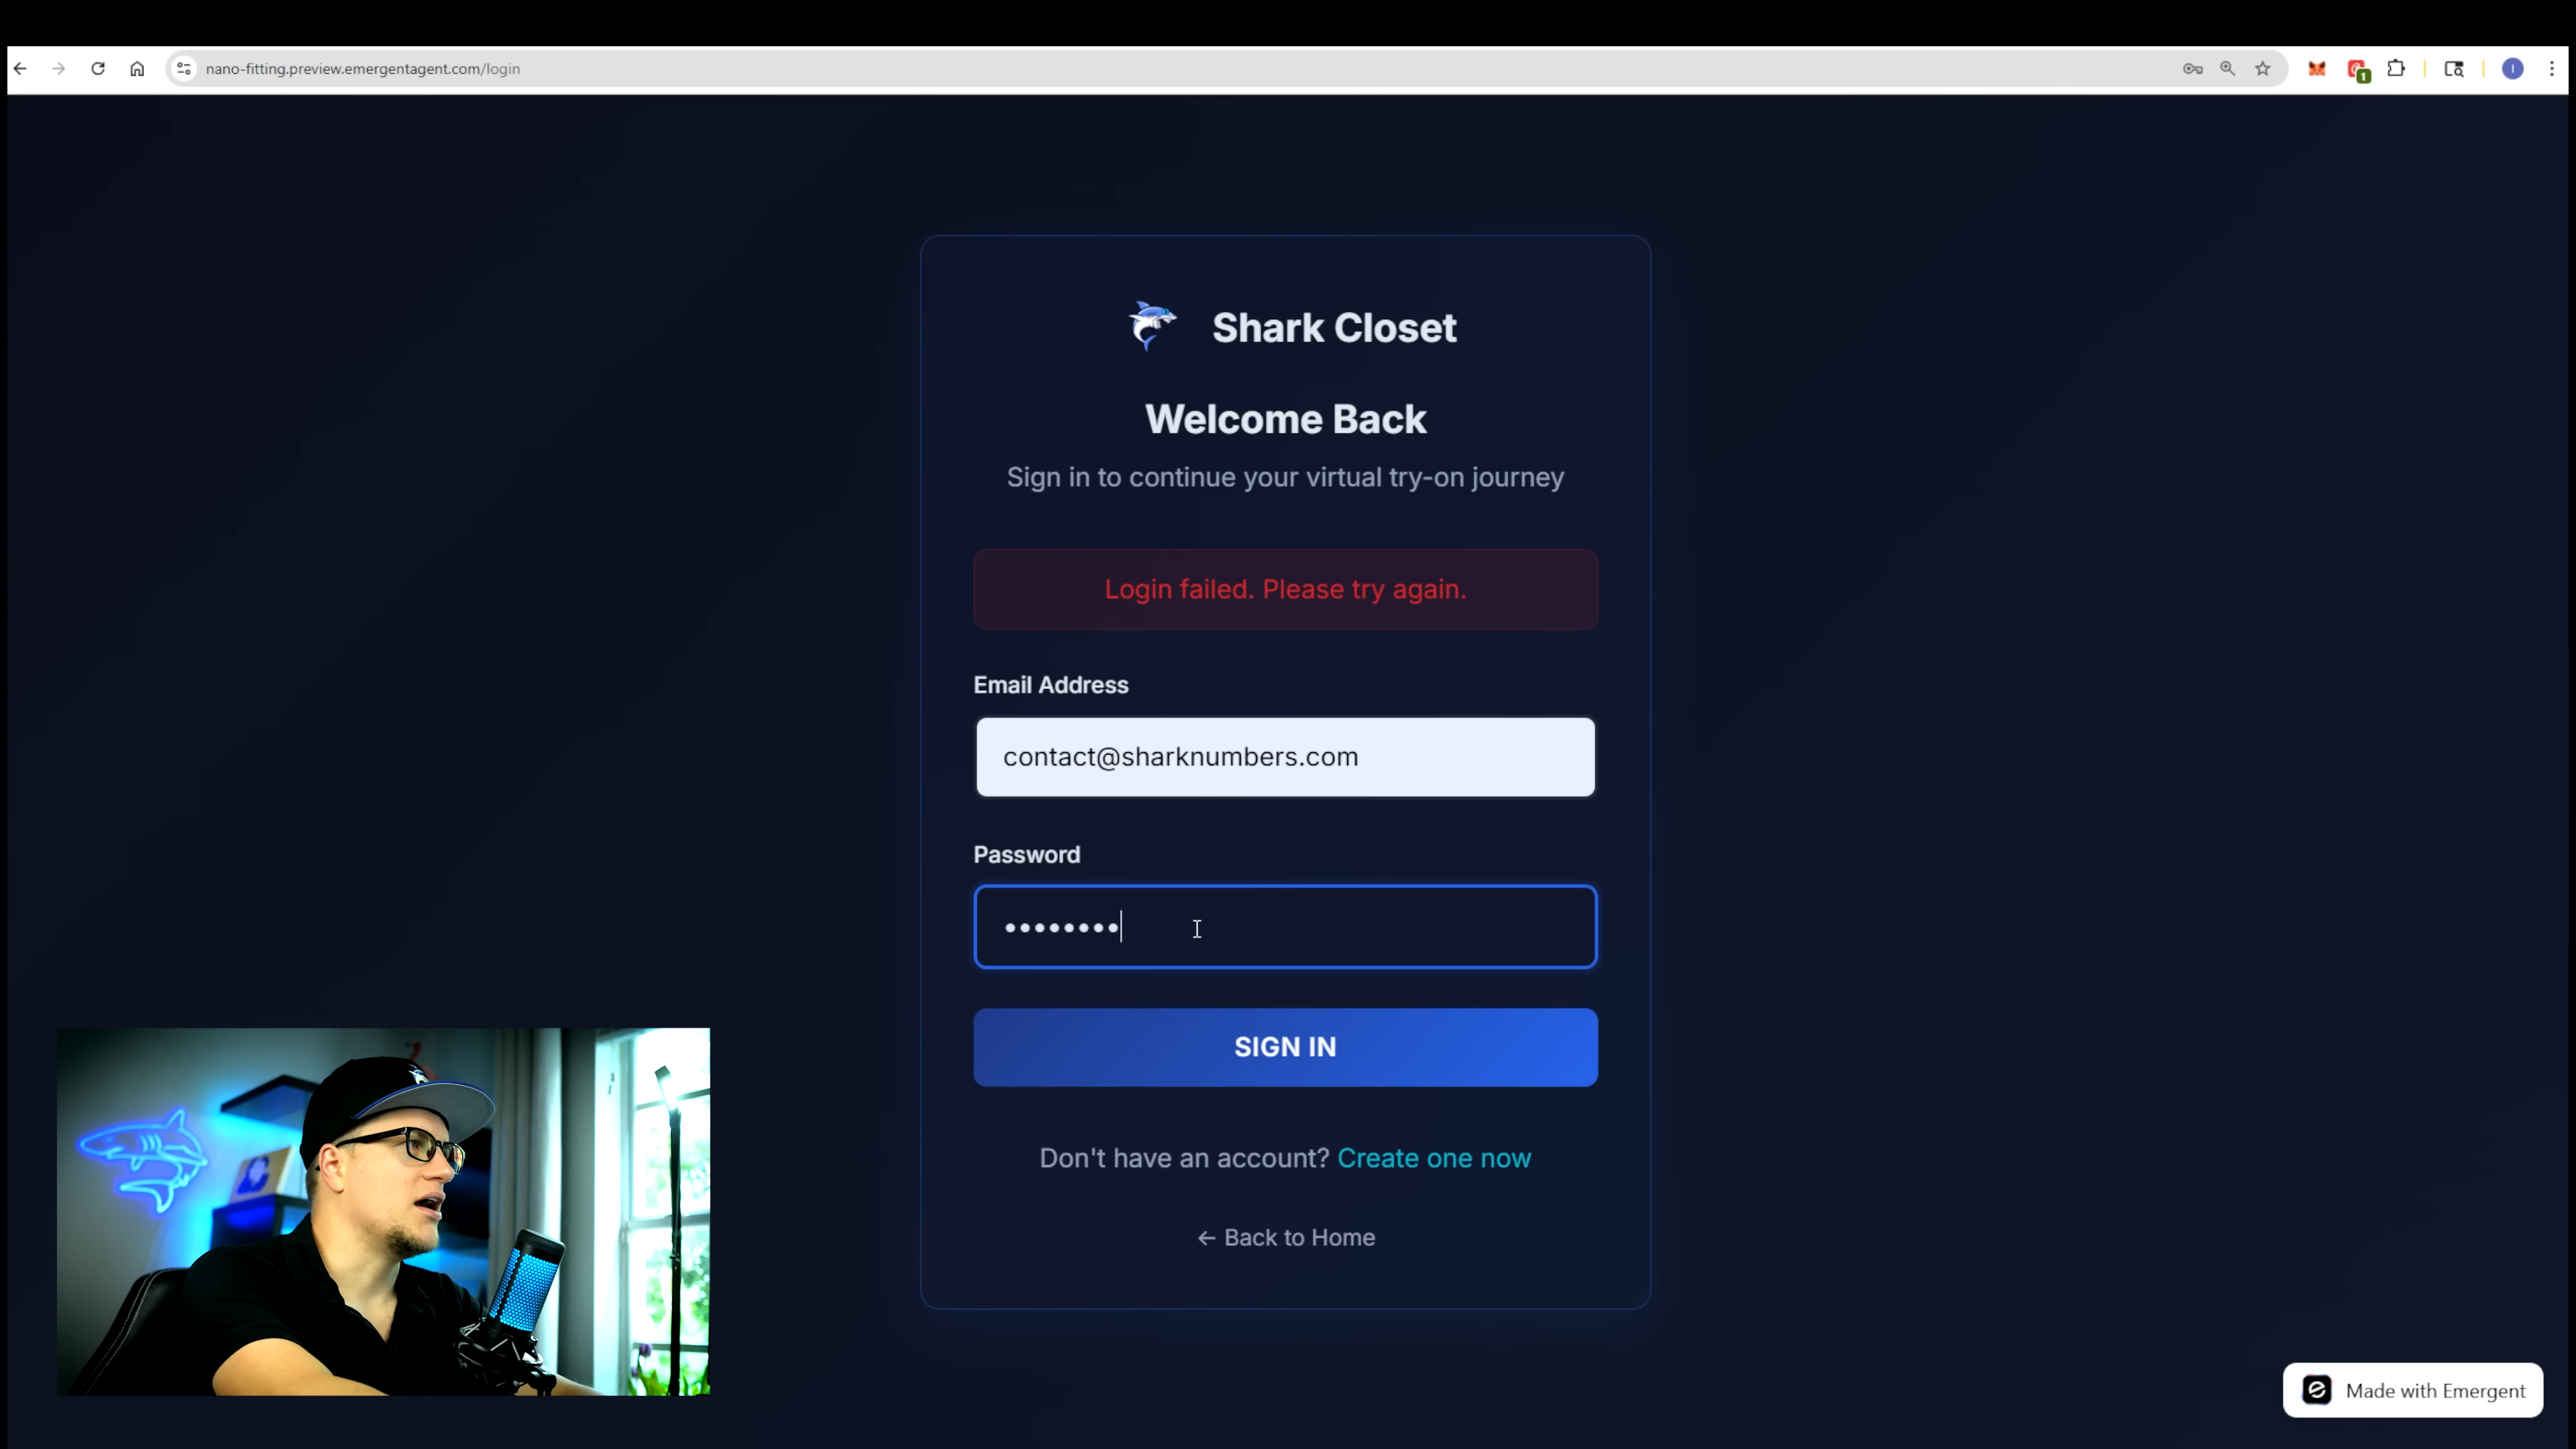 nano-fitting.preview.emergentagent.com/login
1
I
Shark Closet
Welcome Back
Sign in to continue your virtual try-on journey
Login failed. Please try again.
Email Address
contact@sharknumbers.com
Password
••••••••
SIGN IN
Don't have an account? Create one now
← Back to Home
Made with Emergent